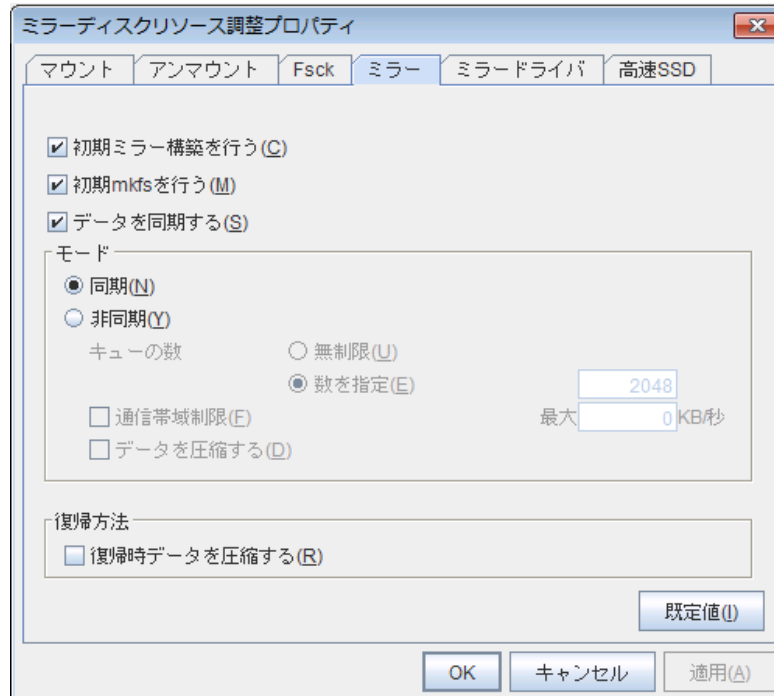 ミラーディスクリソース調整プロパティ
マウント アンマウント Fsck ミラー ミラードライバ 高速SSD
初期ミラー構築を行う(C)
初期mkfsを行う(M)
データを同期する(S)
モード
同期(N)
非同期(Y)
キューの数 無制限(U)
数を指定(E) 2048
通信帯域制限(F) 最大 0 KB/秒
データを圧縮する(D)
復帰方法
復帰時データを圧縮する(R)
既定値(I)
OK キャンセル 適用(A)